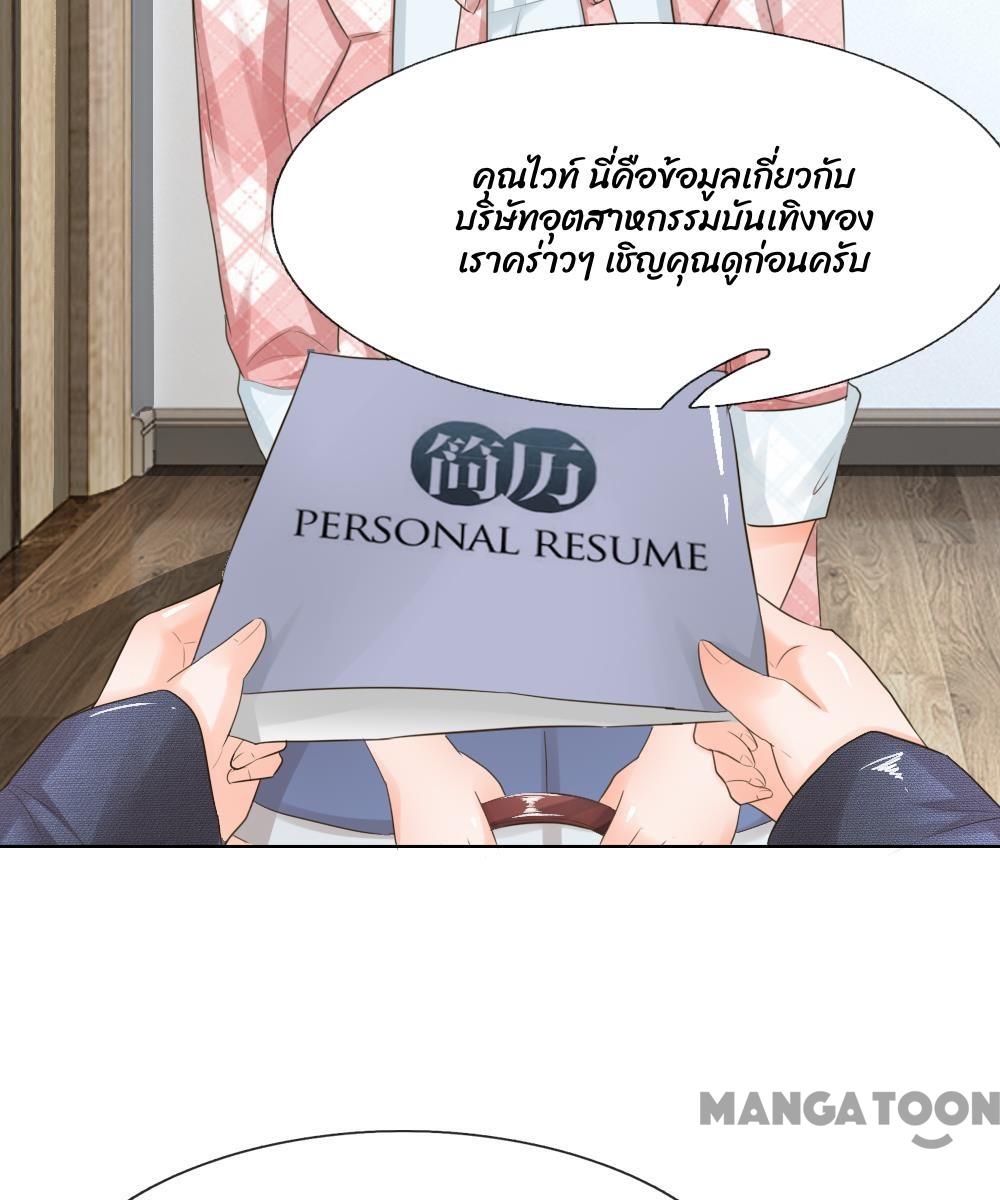 คุณไวท์ นี่คือข้อมูลเกี่ยวกับ
บริษัทอุตสาหกรรมบันเทิงของ
เราคร่าวๆ เชิญคุณดูก่อนครับ
简历
PERSONAL RESUME
MANGATOON